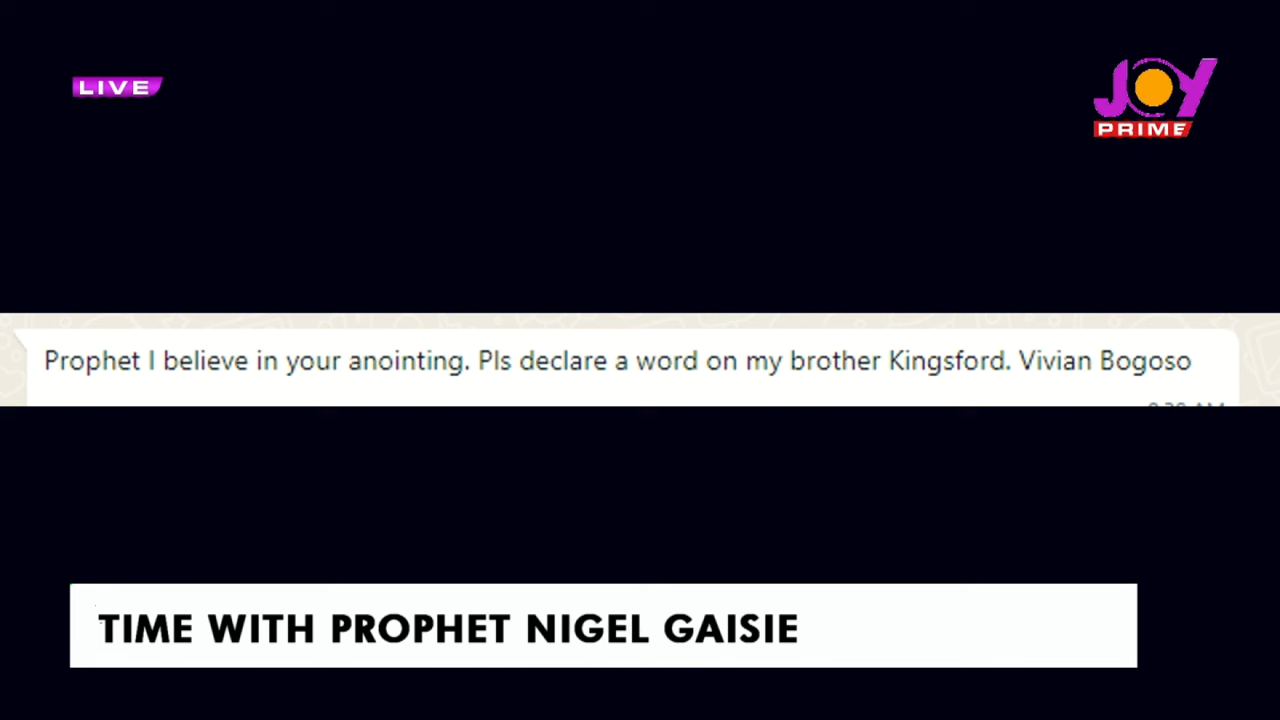 LIVE
JOY
PRIME
Prophet I believe in your anointing. Pls declare a word on my brother Kingsford. Vivian Bogoso
TIME WITH PROPHET NIGEL GAISIE